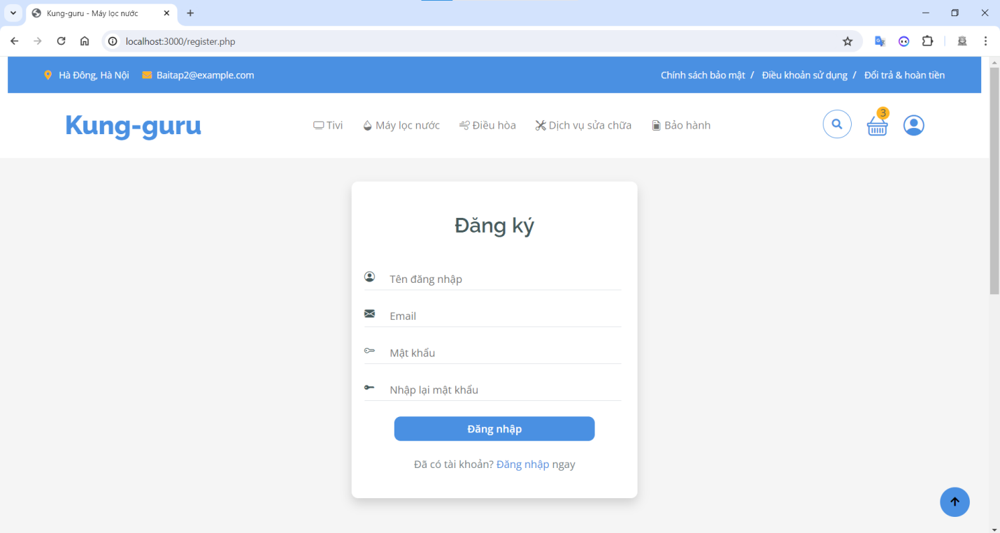 Kung-guru - Máy lọc nước
localhost:3000/register.php
Hà Đông, Hà Nội Baitap2@example.com Chính sách bảo mật / Điều khoản sử dụng / Đổi trả & hoàn tiền
Kung-guru Tivi Máy lọc nước Điều hòa Dịch vụ sửa chữa Bảo hành 3
Đăng ký
Tên đăng nhập
Email
Mật khẩu
Nhập lại mật khẩu
Đăng nhập
Đã có tài khoản? Đăng nhập ngay